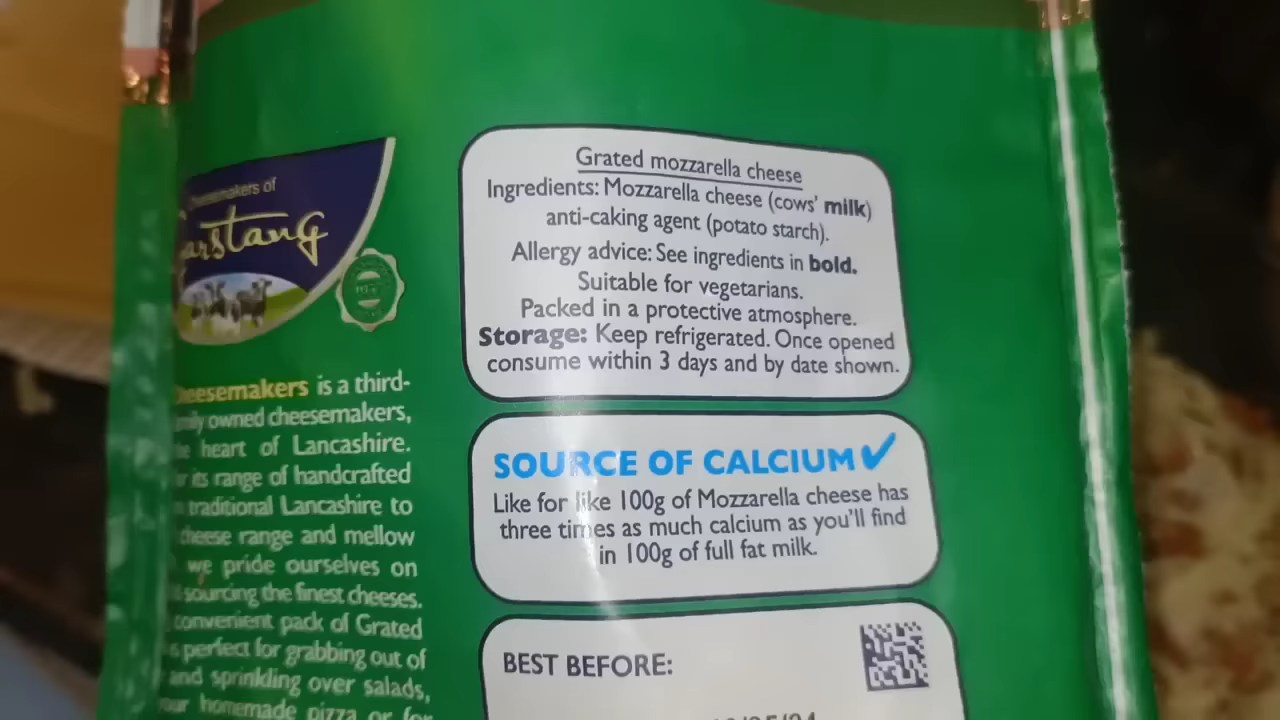 Cheesemakers of
Garstang
Cheesemakers is a third-
owned cheesemakers,
heart of Lancashire.
its range of handcrafted
traditional Lancashire to
cheese range and mellow
we pride ourselves on
sourcing the finest cheeses.
convenient pack of Grated
perfect for grabbing out of
and sprinkling over salads,
homemade pizza or for
Grated mozzarella cheese
Ingredients: Mozzarella cheese (cows' milk)
anti-caking agent (potato starch).
Allergy advice: See ingredients in bold.
Suitable for vegetarians.
Packed in a protective atmosphere.
Storage: Keep refrigerated. Once opened
consume within 3 days and by date shown.
SOURCE OF CALCIUM
Like for like 100g of Mozzarella cheese has
three times as much calcium as you'll find
in 100g of full fat milk.
BEST BEFORE: